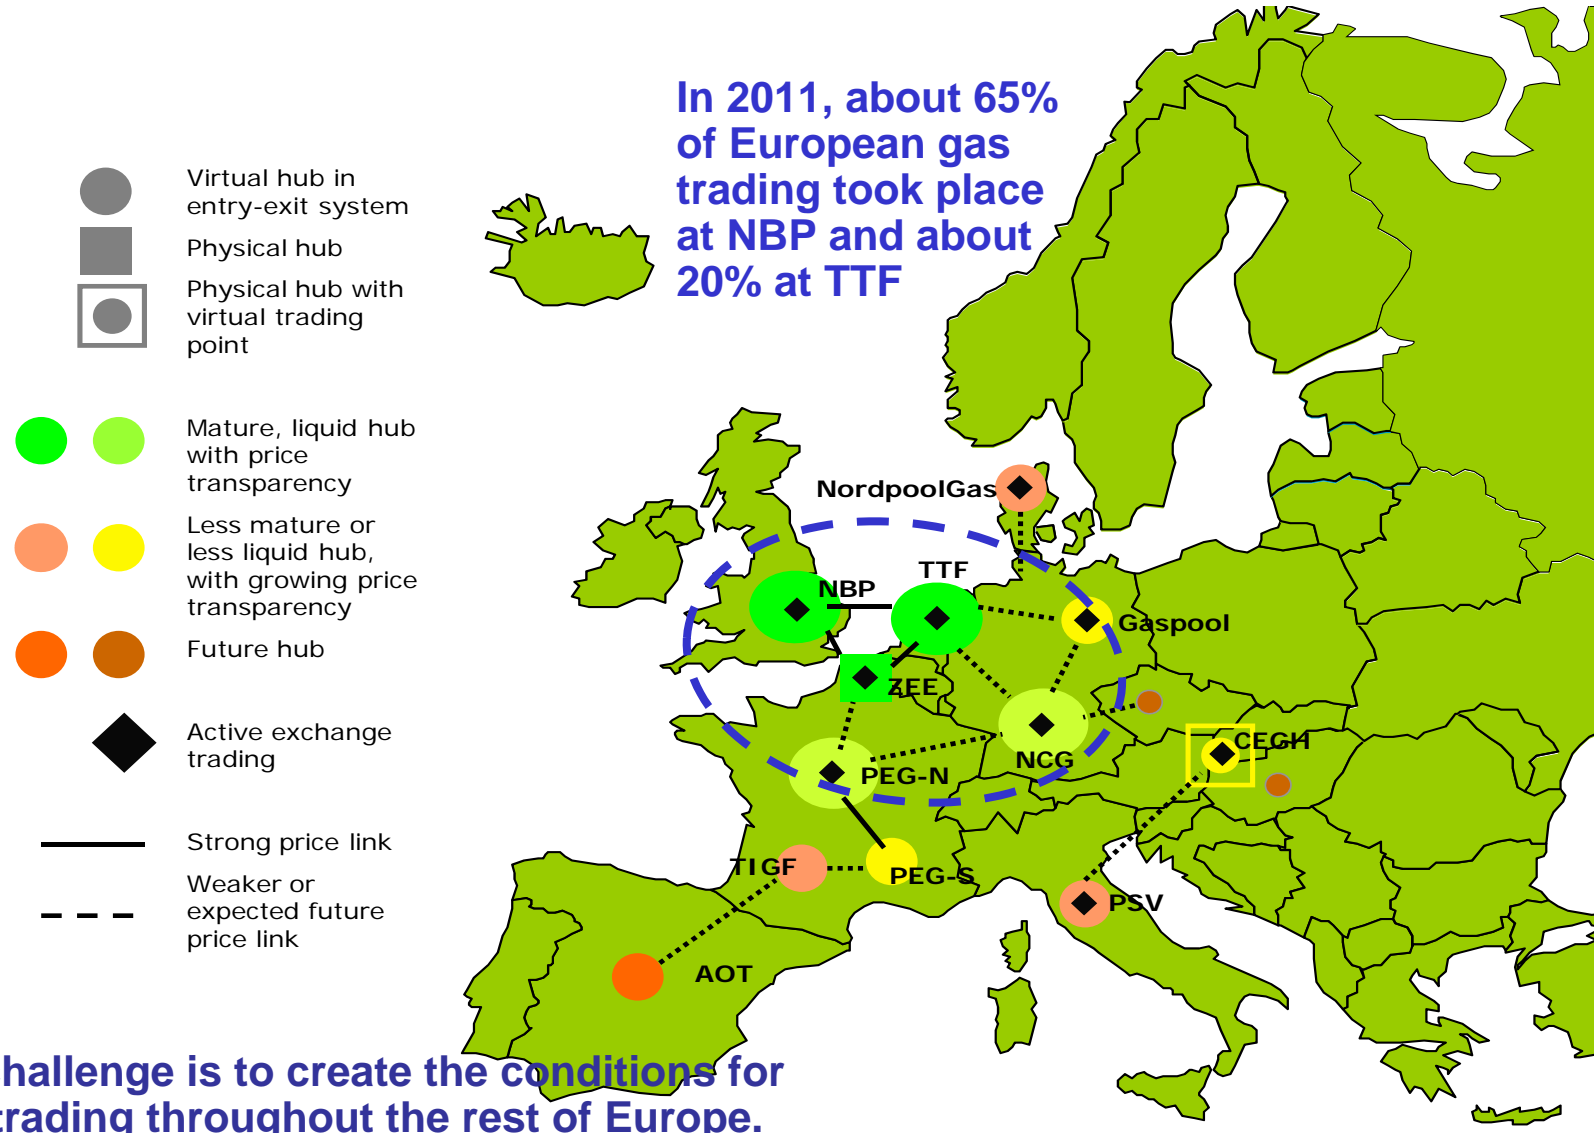 In 2011, about 65%
of European gas
trading took place
at NBP and about
20% at TTF
Virtual hub in
entry-exit system
Physical hub
Physical hub with
virtual trading
point
Mature, liquid hub
with price
transparency
Less mature or
less liquid hub,
with growing price
transparency
Future hub
Active exchange
trading
Strong price link
Weaker or
expected future
price link
NordpoolGas
TTF
NBP
Gaspool
ZEE
CEGH
NCG
PEG-N
TIGF
PEG-S
PSV
AOT
hallenge is to create the conditions for
trading throughout the rest of Europe.